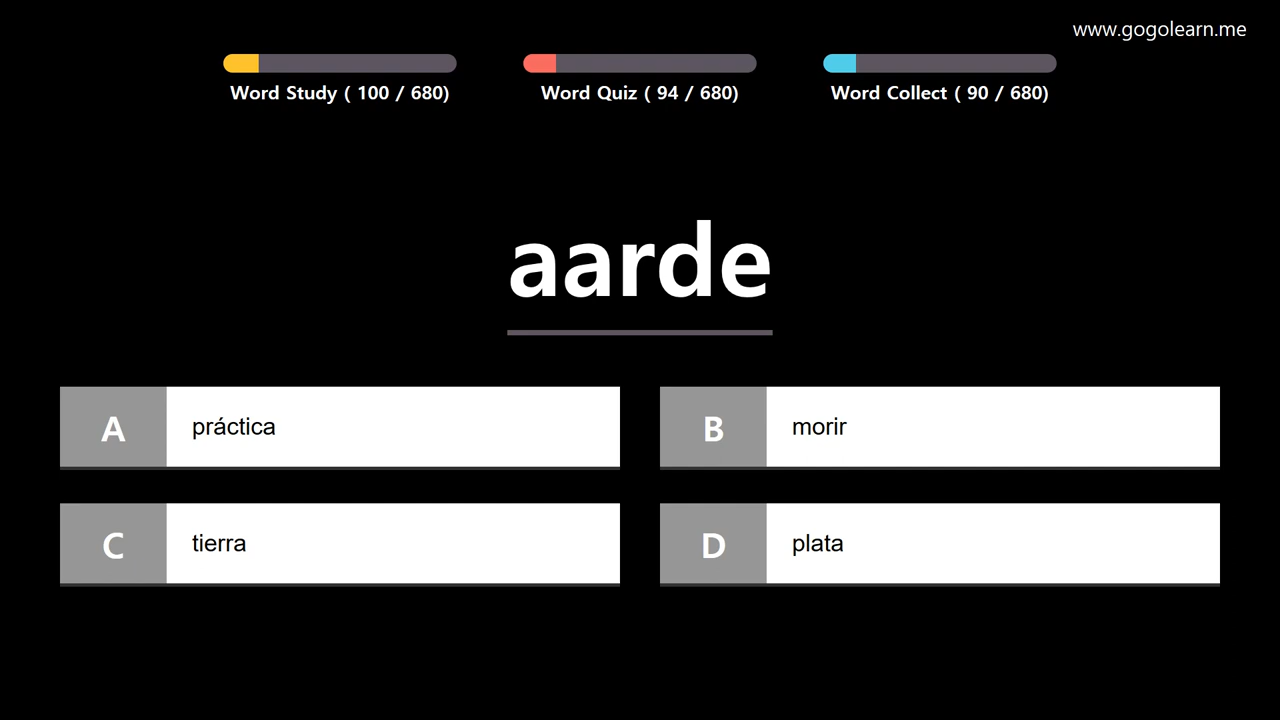 www.gogolearn.me
Word Study ( 100 / 680)
Word Quiz ( 94 / 680)
Word Collect ( 90 / 680)
aarde
A práctica
B morir
C tierra
D plata